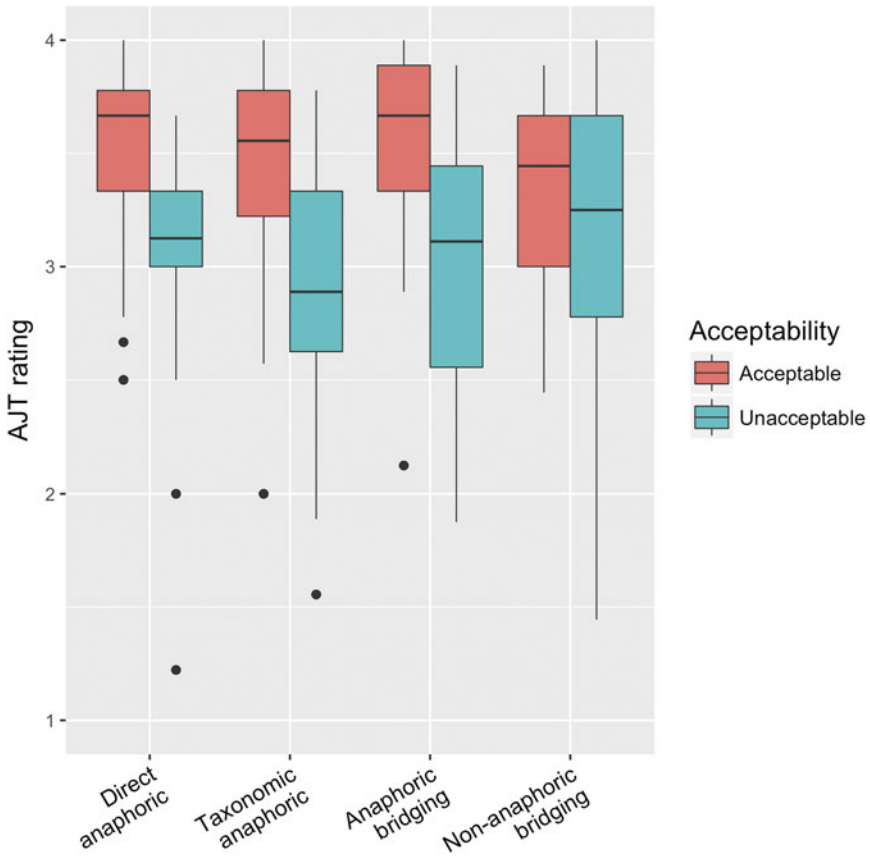 4
3
2
1
AJT rating
Direct
anaphoric
Taxonomic
anaphoric
Anaphoric
bridging
Non-anaphoric
bridging
Acceptability
Acceptable
Unacceptable